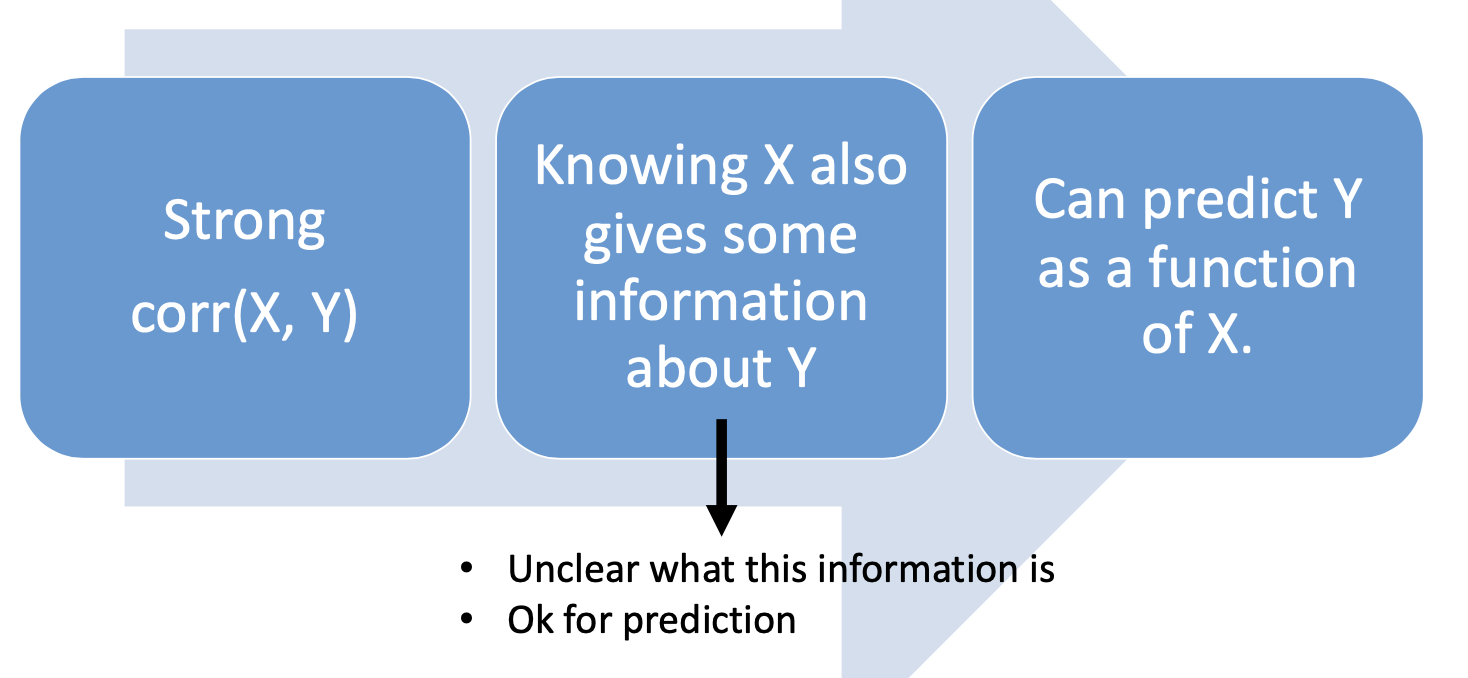 Strong
corr(X, Y)
Knowing X also
gives some
information
about Y
Can predict Y
as a function
of X.
• Unclear what this information is
• Ok for prediction